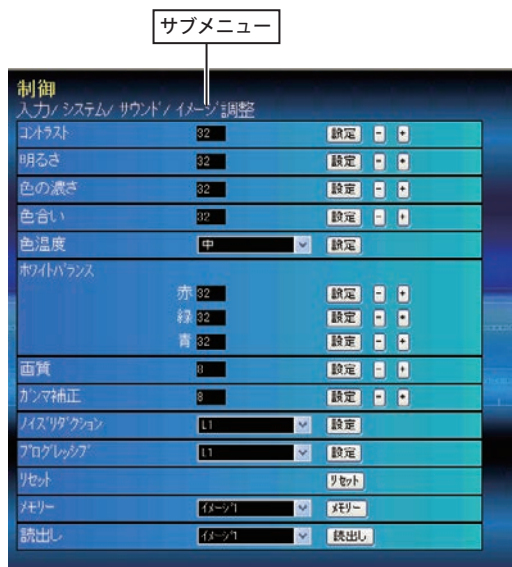 サブメニュー
制御
入力/ システム/ サウンド/ イメージ調整
コントラスト 32 設定 - +
明るさ 32 設定 - +
色の濃さ 32 設定 - +
色合い 32 設定 - +
色温度 中 設定
ホワイトバランス
赤 32 設定 - +
緑 32 設定 - +
青 32 設定 - +
画質 8 設定 - +
ガンマ補正 8 設定 - +
ノイズリダクション L1 設定
プログレッシブ L1 設定
リセット リセット
メモリー イメージ1 メモリー
読出し イメージ1 読出し